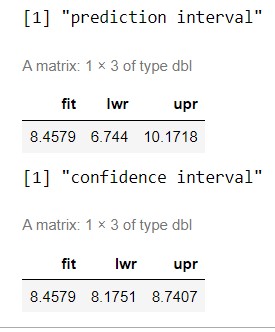 [1] "prediction interval"
A matrix: 1 × 3 of type dbl
fit lwr upr
8.4579 6.744 10.1718
[1] "confidence interval"
A matrix: 1 × 3 of type dbl
fit lwr upr
8.4579 8.1751 8.7407